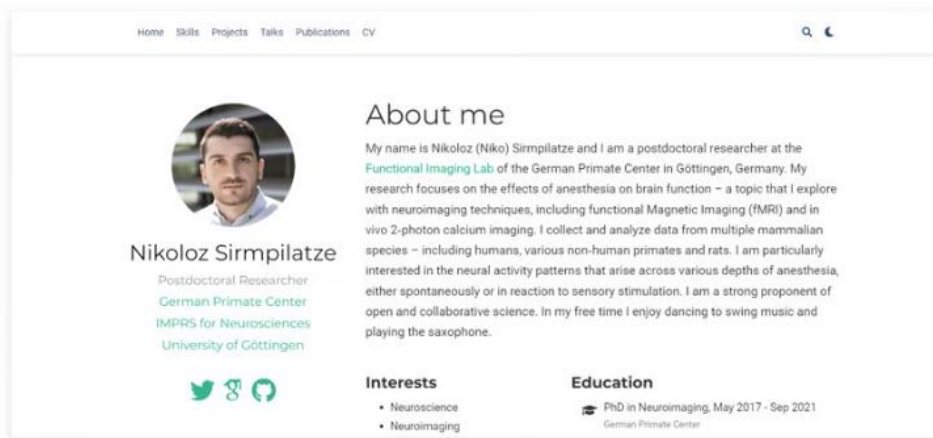 Home Skills Projects Talks Publications CV
Nikoloz Sirmpilatze
Postdoctoral Researcher
German Primate Center
IMPRS for Neurosciences
University of Göttingen
About me
My name is Nikoloz (Niko) Sirmpilatze and I am a postdoctoral researcher at the
Functional Imaging Lab of the German Primate Center in Göttingen, Germany. My
research focuses on the effects of anesthesia on brain function – a topic that I explore
with neuroimaging techniques, including functional Magnetic Imaging (fMRI) and in
vivo 2-photon calcium imaging. I collect and analyze data from multiple mammalian
species – including humans, various non-human primates and rats. I am particularly
interested in the neural activity patterns that arise across various depths of anesthesia,
either spontaneously or in reaction to sensory stimulation. I am a strong proponent of
open and collaborative science. In my free time I enjoy dancing to swing music and
playing the saxophone.
Interests
• Neuroscience
• Neuroimaging
Education
PhD in Neuroimaging, May 2017 - Sep 2021
German Primate Center